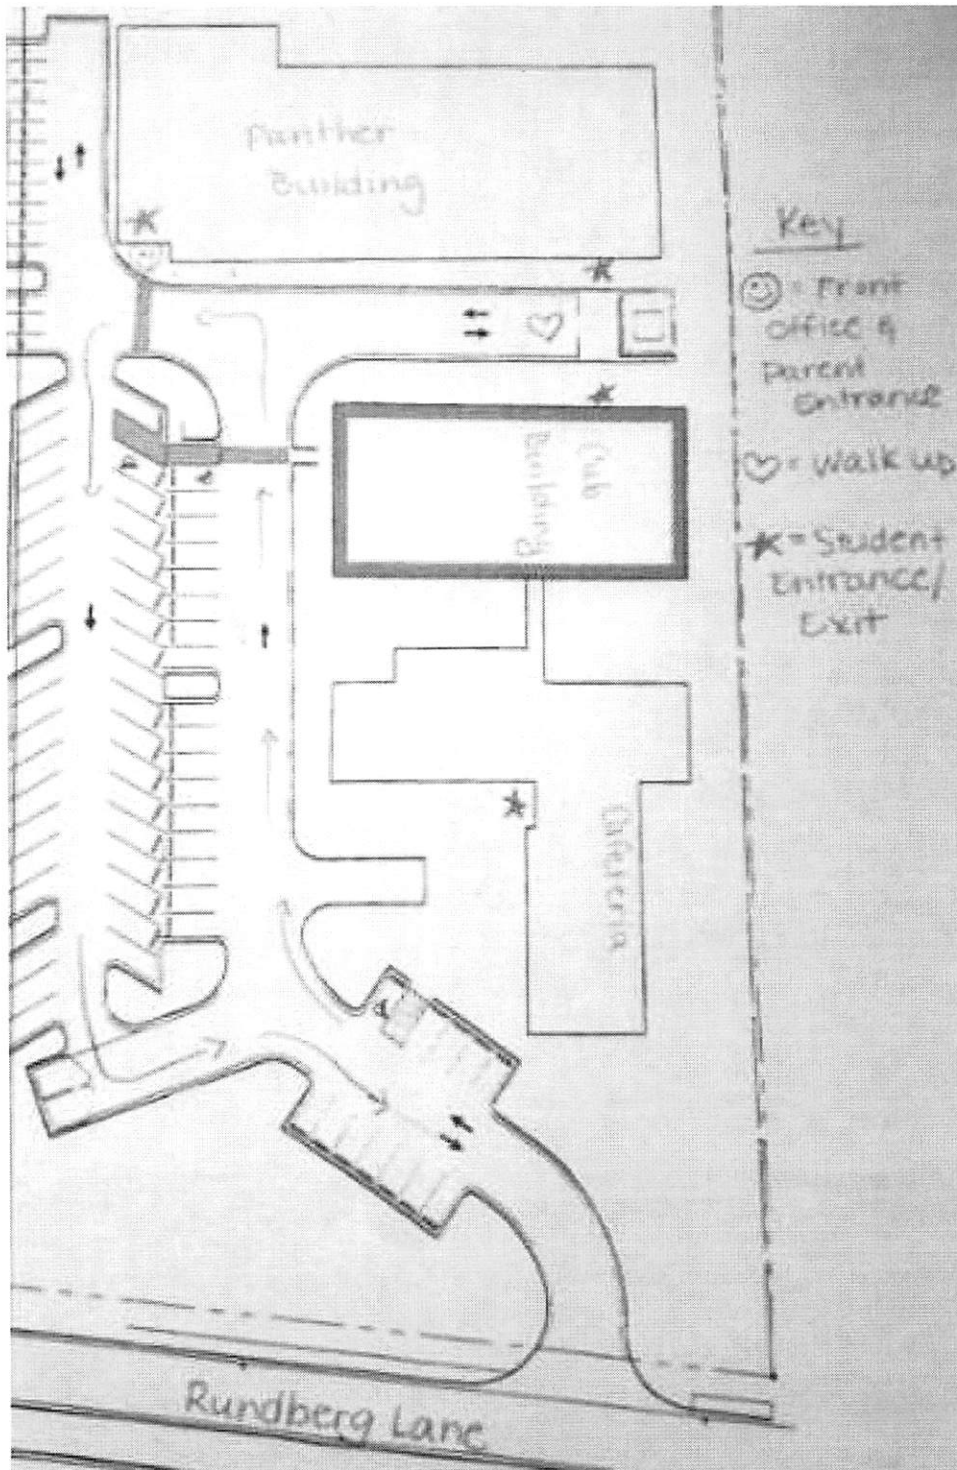 Panther
Building
Key
☺ = Front
Office &
Parent
Entrance
♡ = Walk up
★ = Student
Entrance/
Exit
Cub
Building
Cafeteria
Rundberg Lane